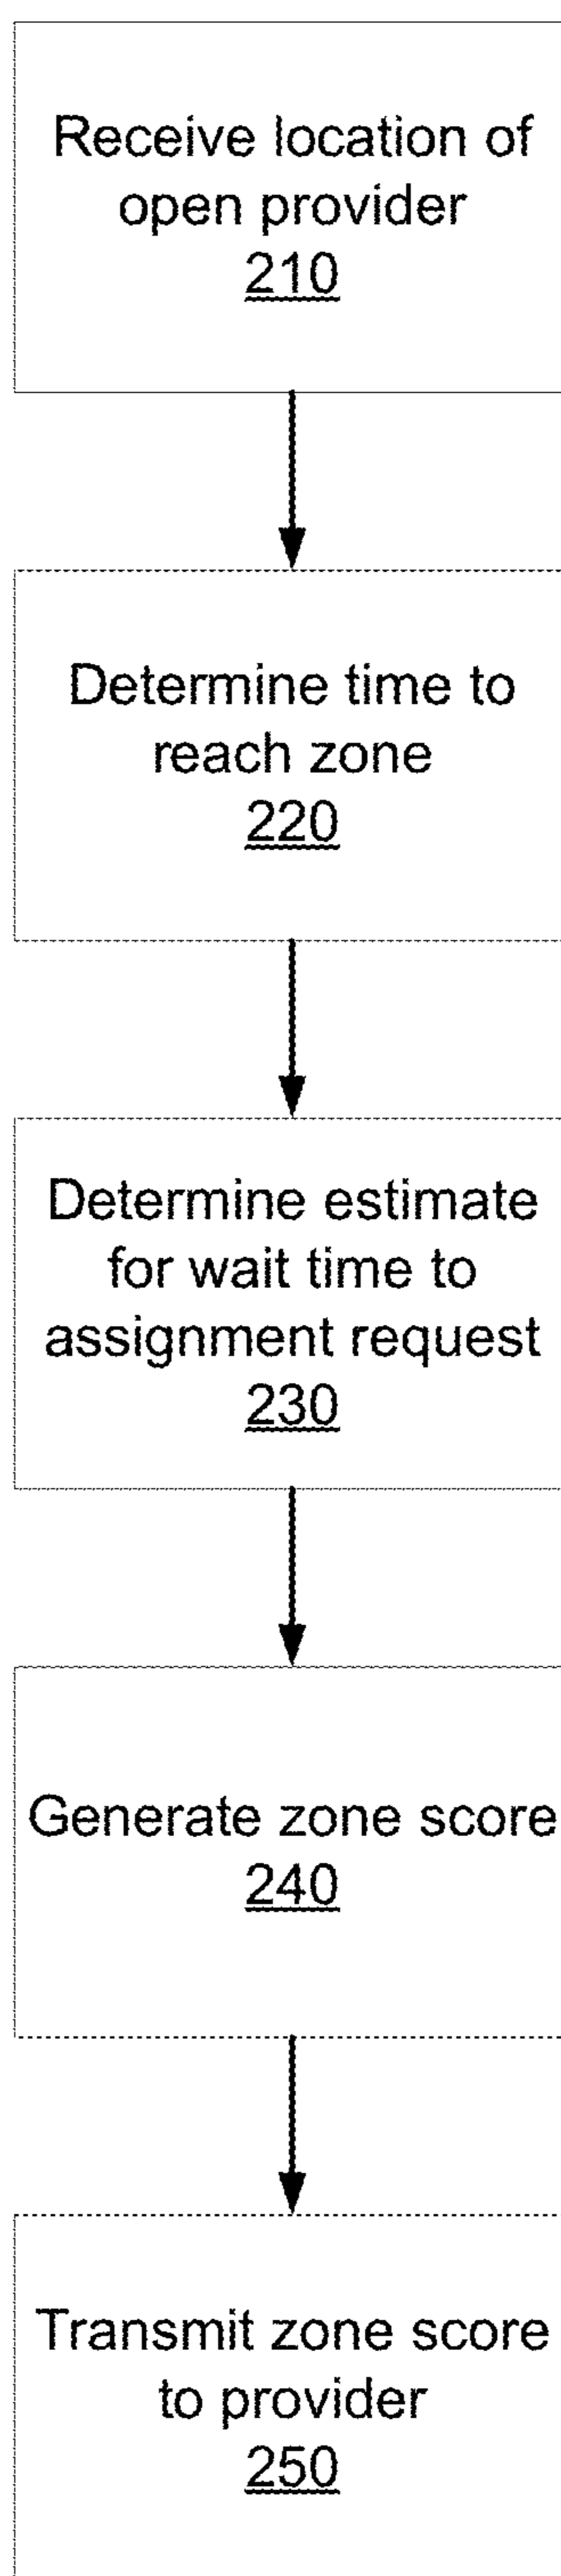 Receive location of
open provider
210
Determine time to
reach zone
220
Determine estimate
for wait time to
assignment request
230
Generate zone score
240
Transmit zone score
to provider
250